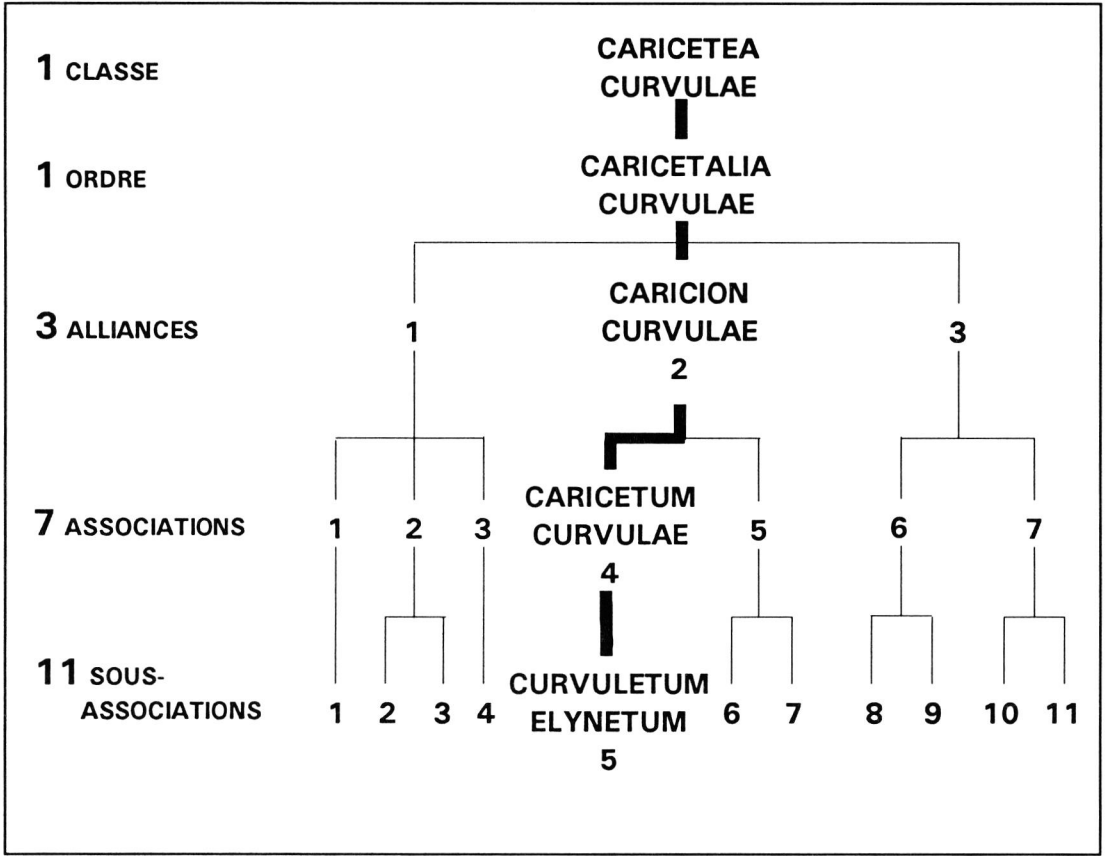 CARICETEA
1 CLASSE
CURVULAE
CARICETALIA
1 ORDRE
CURVULAE
CARICION
3 ALLIANCES 1 CURVULAE 3
2
CARICETUM
7 ASSOCIATIONS 1 2 3 CURVULAE 5 6 7
4
11 SOUS-
CURVULETUM
ASSOCIATIONS 1 2 3 4 ELYNETUM 6 7 8 9 10 11
5